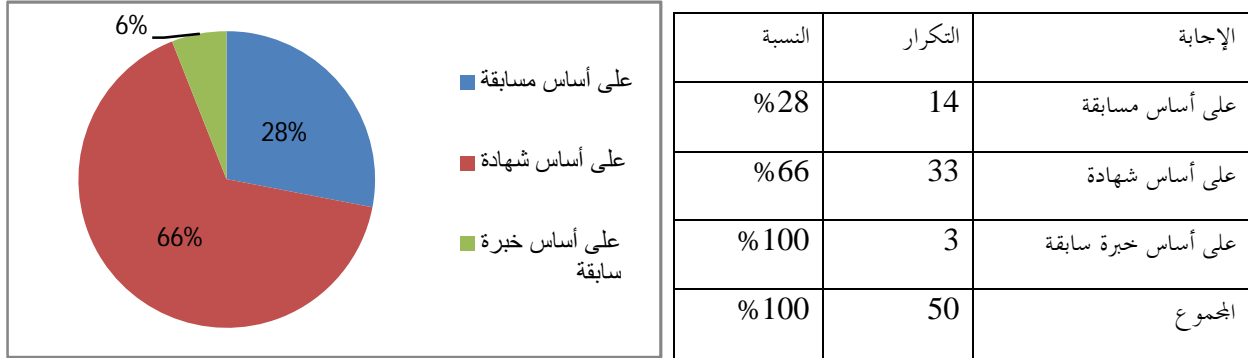 6%
28%
66%
على أساس مسابقة
على أساس شهادة
على أساس خبرة
سابقة
الإجابة التكرار النسبة
على أساس مسابقة 14 %28
على أساس شهادة 33 %66
على أساس خبرة سابقة 3 %100
المجموع 50 %100